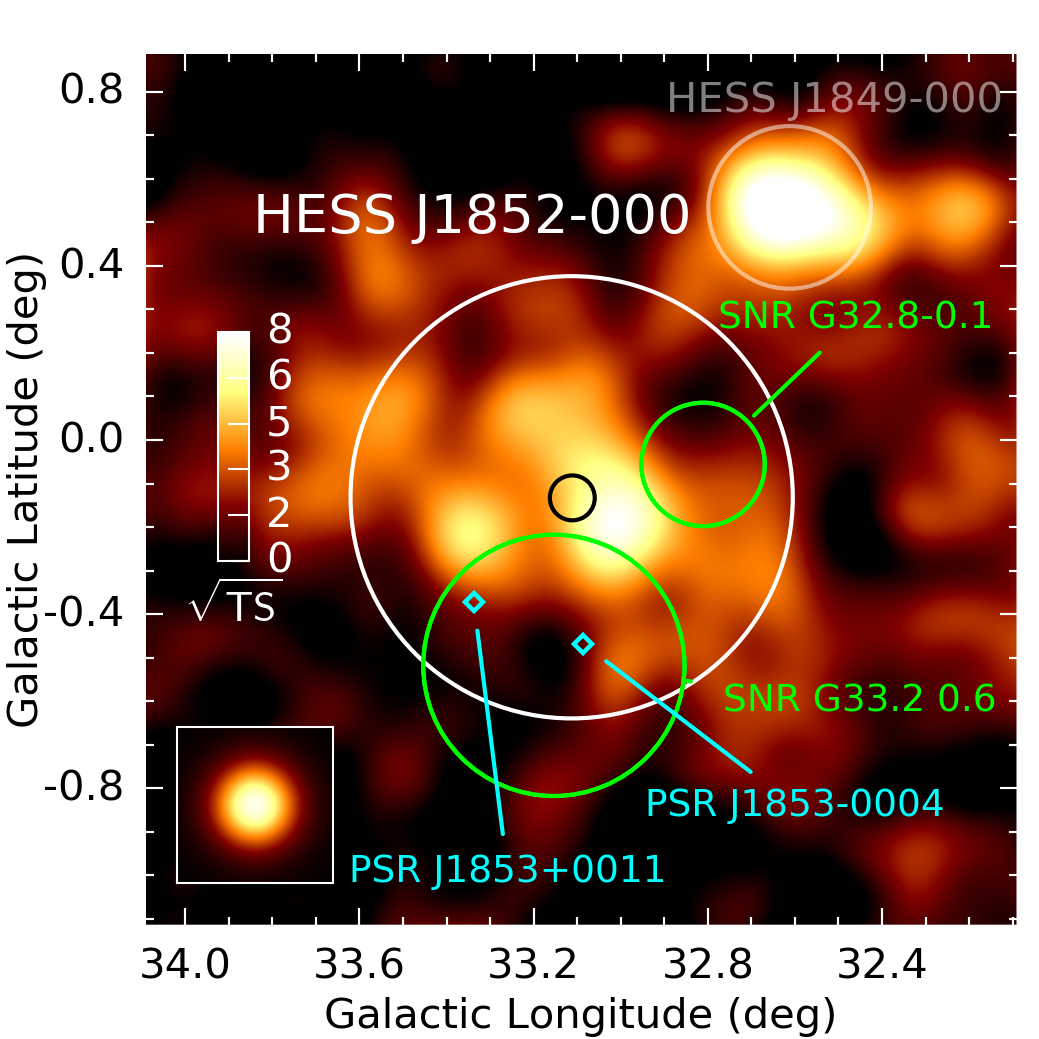 HESS J1849-000
0.8
HESS J1852-000
0.4
SNR G32.8-0.1
8
6
5
3
2
0
√TS
0.0
Galactic Latitude (deg)
-0.4
SNR G33.2 0.6
-0.8
PSR J1853-0004
PSR J1853+0011
34.0 33.6 33.2 32.8 32.4
Galactic Longitude (deg)